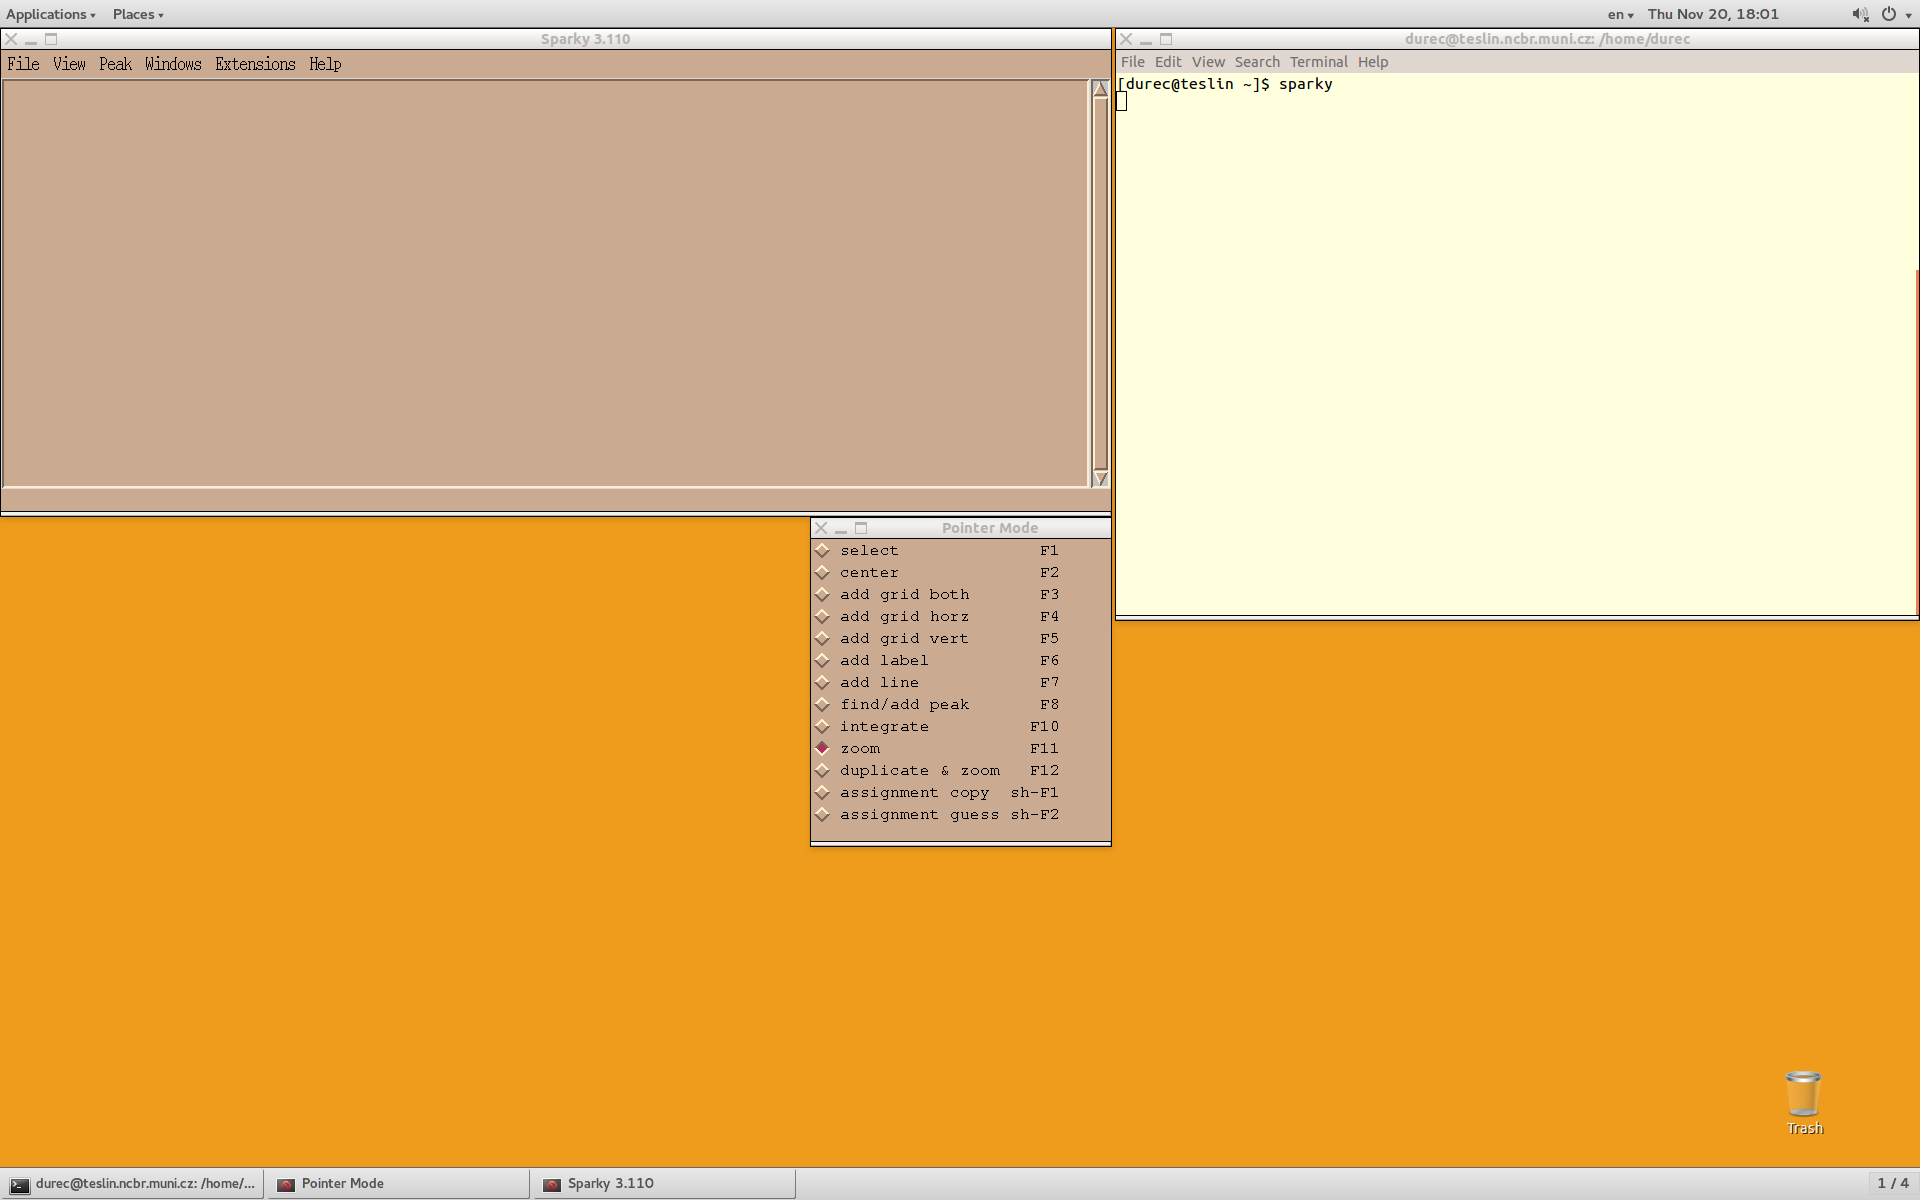 Applications Places en Thu Nov 20, 18:01
Sparky 3.110
File View Peak Windows Extensions Help
durec@teslin.ncbr.muni.cz: /home/durec
File Edit View Search Terminal Help
[durec@teslin ~]$ sparky
Pointer Mode
select F1
center F2
add grid both F3
add grid horz F4
add grid vert F5
add label F6
add line F7
find/add peak F8
integrate F10
zoom F11
duplicate & zoom F12
assignment copy sh-F1
assignment guess sh-F2
Trash
durec@teslin.ncbr.muni.cz: /home/... Pointer Mode Sparky 3.110 1 / 4